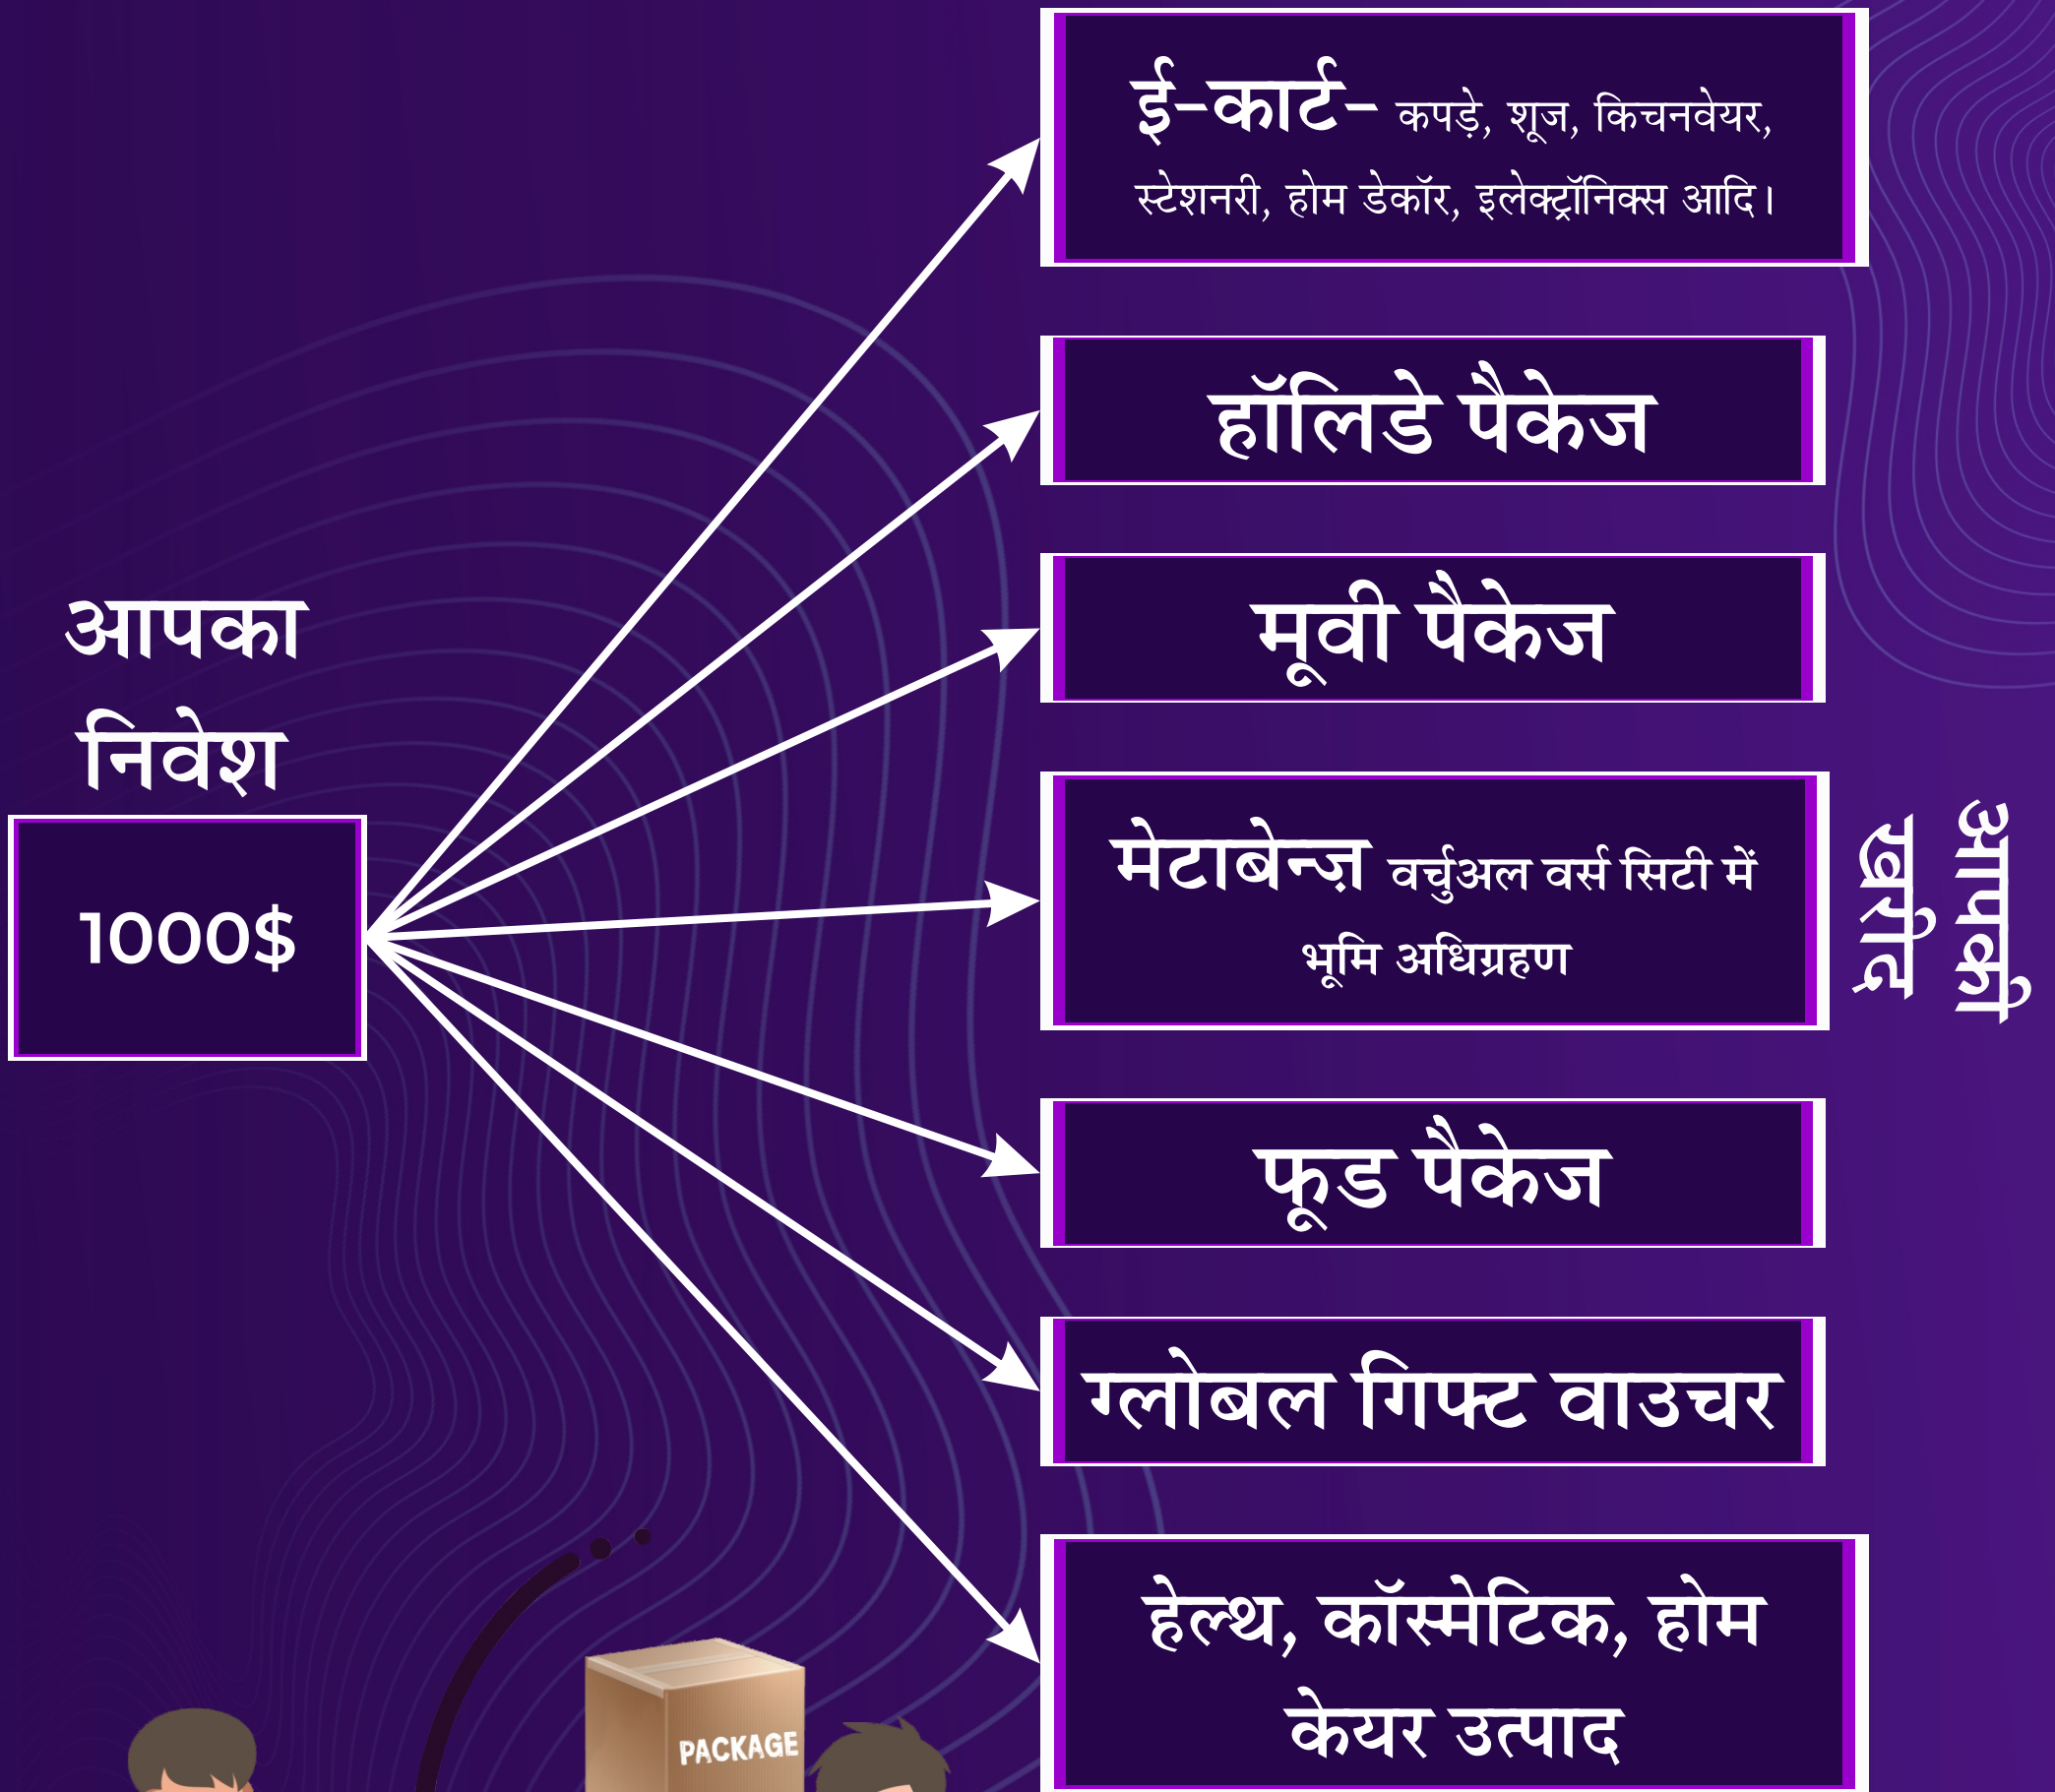 ई-कार्ट- कपड़े, शूज, किचनवेयर,
स्टेशनरी, होम डेकॉर, इलेक्ट्रॉनिक्स आदि।
हॉलिडे पैकेज
मूवी पैकेज
आपका
निवेश
1000$
मेटाबेन्ज़ वर्चुअल वर्स सिटी में
भूमि अधिग्रहण
आपकी
खरीद
फूड पैकेज
ग्लोबल गिफ्ट वाउचर
हेल्थ, कॉस्मैटिक, होम
केयर उत्पाद
PACKAGE